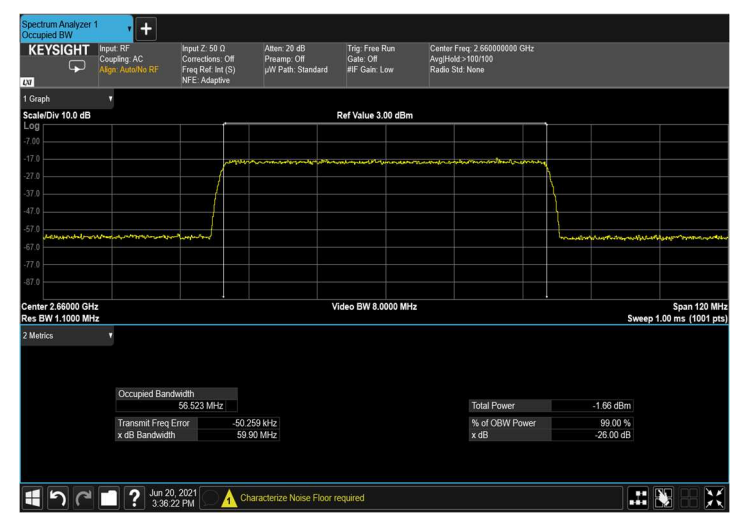 Spectrum Analyzer 1
Occupied BW
KEYSIGHT
LXI
Input: RF
Coupling: AC
Align: Auto/No RF
Input Z: 50 Ω
Corrections: Off
Freq Ref: Int (S)
NFE: Adaptive
Atten: 20 dB
Preamp: Off
µW Path: Standard
Trig: Free Run
Gate: Off
#IF Gain: Low
Center Freq: 2.660000000 GHz
Avg|Hold:>100/100
Radio Std: None
1 Graph
Scale/Div 10.0 dB
Ref Value 3.00 dBm
Log
-7.00
-17.0
-27.0
-37.0
-47.0
-57.0
-67.0
-77.0
-87.0
Center 2.66000 GHz
Video BW 8.0000 MHz
Span 120 MHz
Res BW 1.1000 MHz
Sweep 1.00 ms (1001 pts)
2 Metrics
Occupied Bandwidth
56.523 MHz
Total Power -1.66 dBm
Transmit Freq Error -50.259 kHz
% of OBW Power 99.00 %
x dB Bandwidth 59.90 MHz
x dB -26.00 dB
Jun 20, 2021
3:36:22 PM
1
Characterize Noise Floor required